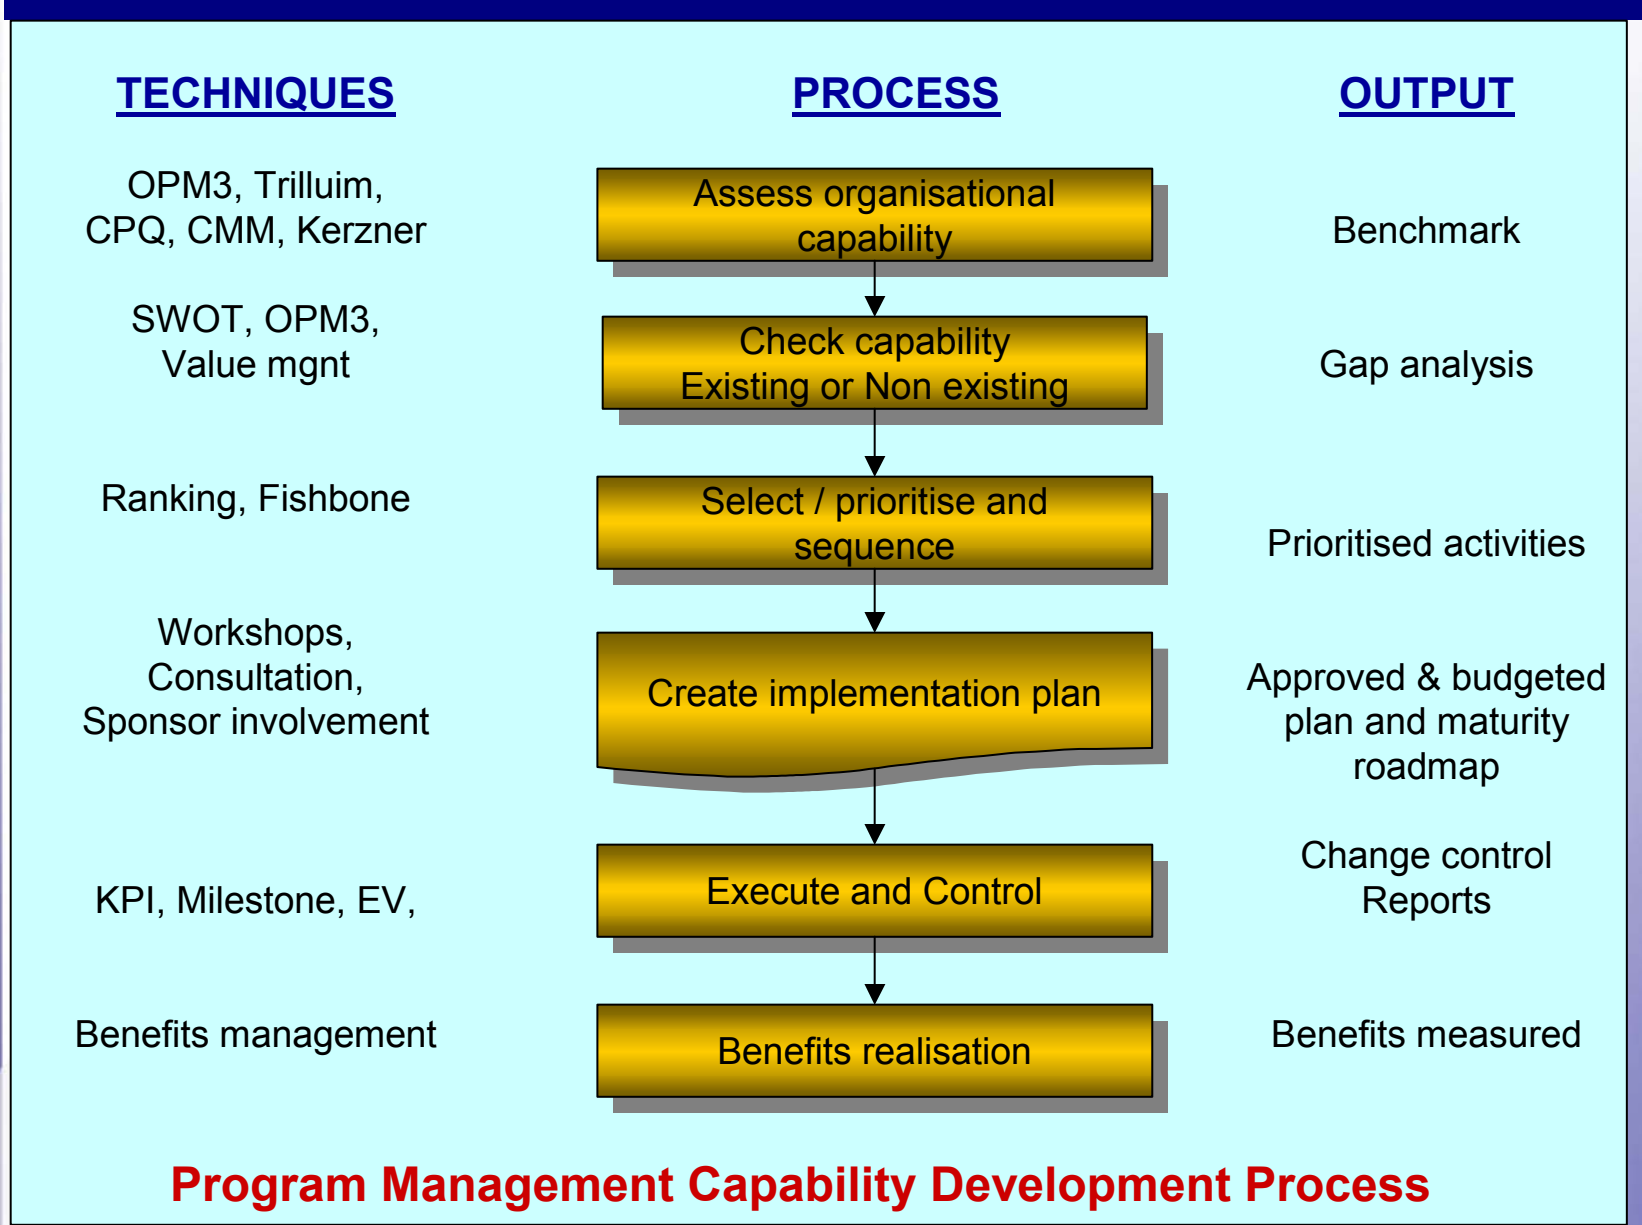 TECHNIQUES
PROCESS
OUTPUT
OPM3, Trilluim,
CPQ, CMM, Kerzner
Assess organisational
capability
Benchmark
SWOT, OPM3,
Value mgnt
Check capability
Existing or Non existing
Gap analysis
Ranking, Fishbone
Select / prioritise and
sequence
Prioritised activities
Workshops,
Consultation,
Sponsor involvement
Create implementation plan
Approved & budgeted
plan and maturity
roadmap
KPI, Milestone, EV,
Execute and Control
Change control
Reports
Benefits management
Benefits realisation
Benefits measured
Program Management Capability Development Process